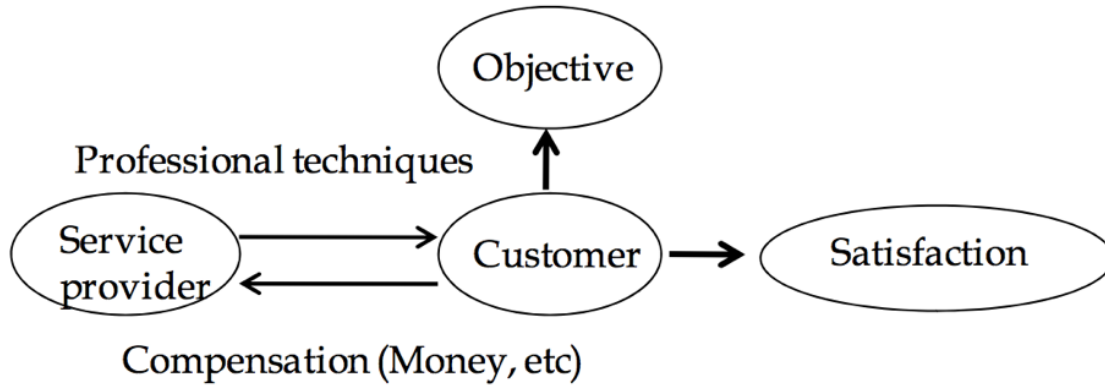 Objective
Professional techniques
Service
provider
Customer
Satisfaction
Compensation (Money, etc)